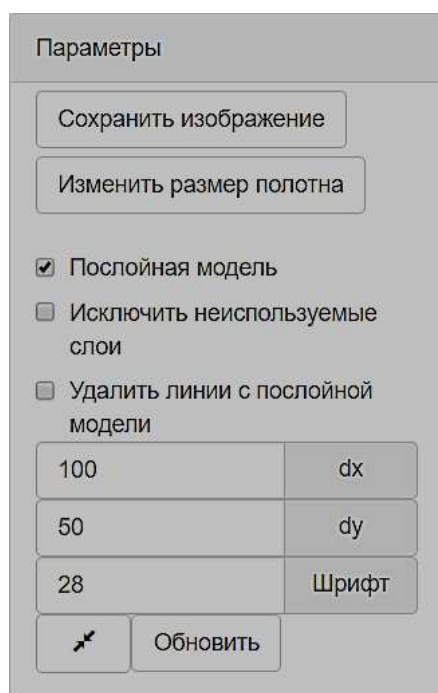 Параметры
Сохранить изображение
Изменить размер полотна
Послойная модель
Исключить неиспользуемые
слои
Удалить линии с послойной
модели
100 dx
50 dy
28 Шрифт
Обновить